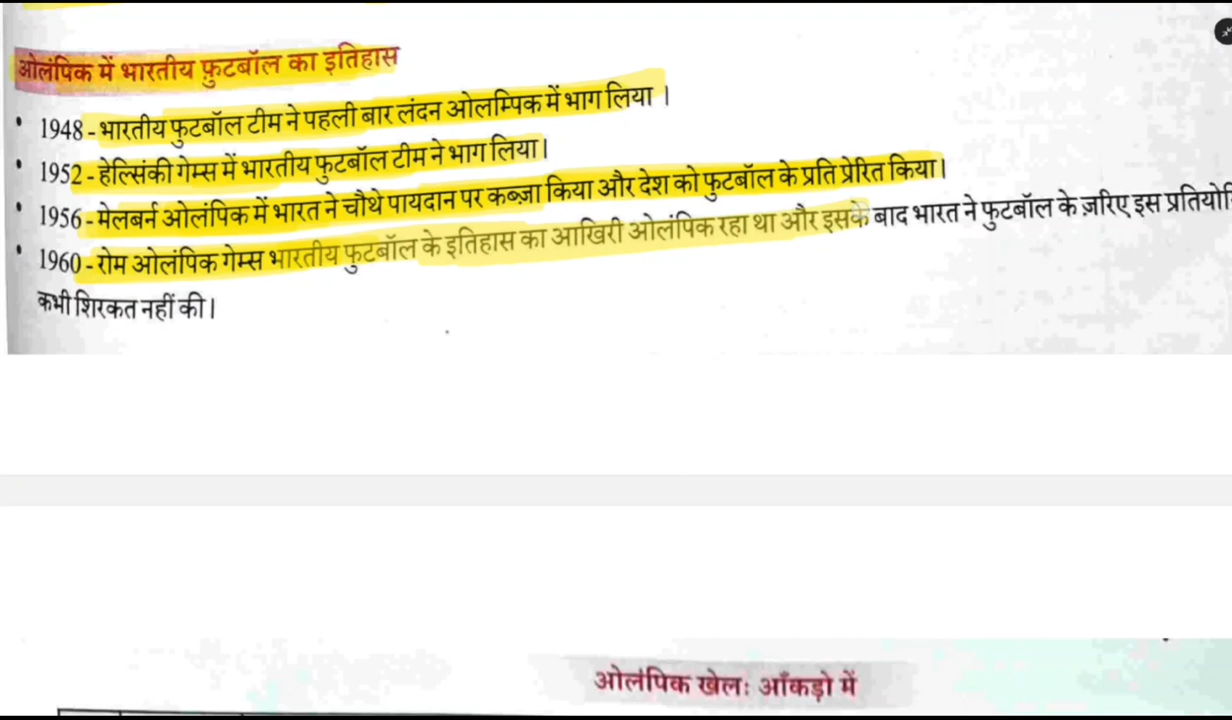 ओलंपिक में भारतीय फ़ुटबॉल का इतिहास
• 1948 - भारतीय फुटबॉल टीम ने पहली बार लंदन ओलम्पिक में भाग लिया ।
• 1952 - हेल्सिंकी गेम्स में भारतीय फुटबॉल टीम ने भाग लिया।
• 1956 - मेलबर्न ओलंपिक में भारत ने चौथे पायदान पर कब्ज़ा किया और देश को फुटबॉल के प्रति प्रेरित किया।
• 1960 - रोम ओलंपिक गेम्स भारतीय फुटबॉल के इतिहास का आखिरी ओलंपिक रहा था और इसके बाद भारत ने फुटबॉल के ज़रिए इस
कभी शिरकत नहीं की।
ओलंपिक खेलः आँकड़ो में